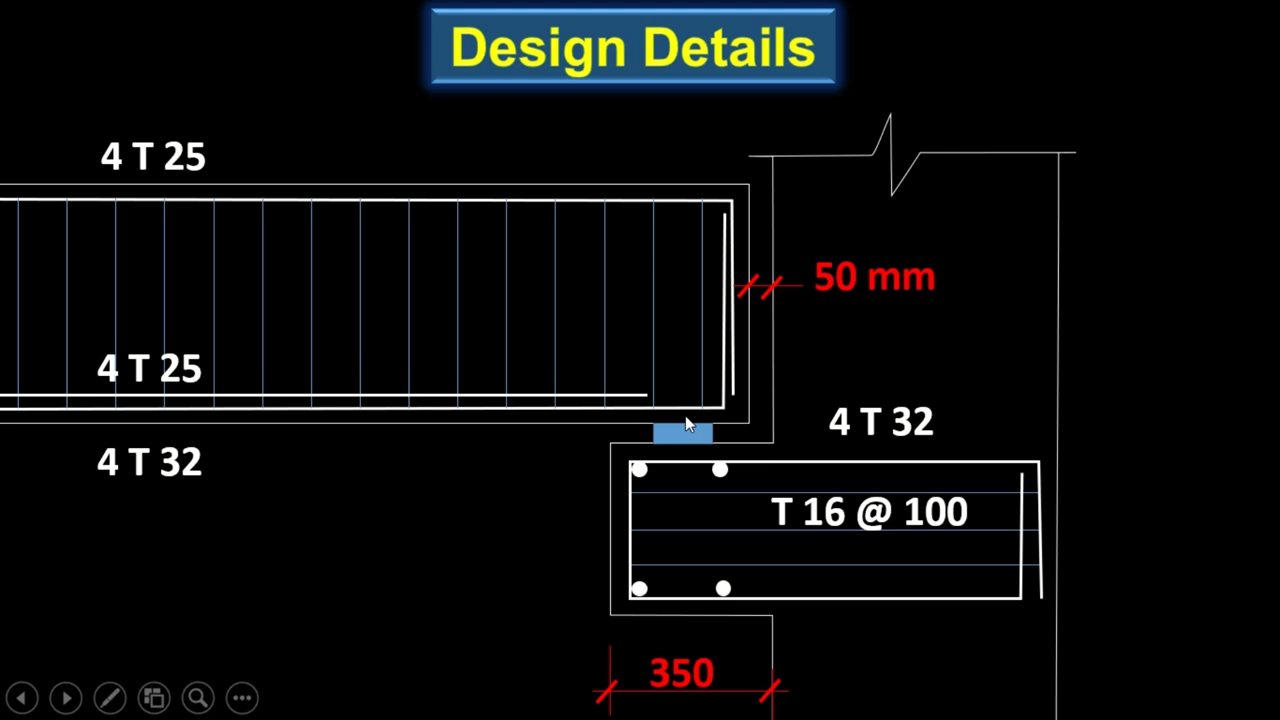 Design Details
4 T 25
50 mm
4 T 25
4 T 32
4 T 32
T 16 @ 100
350